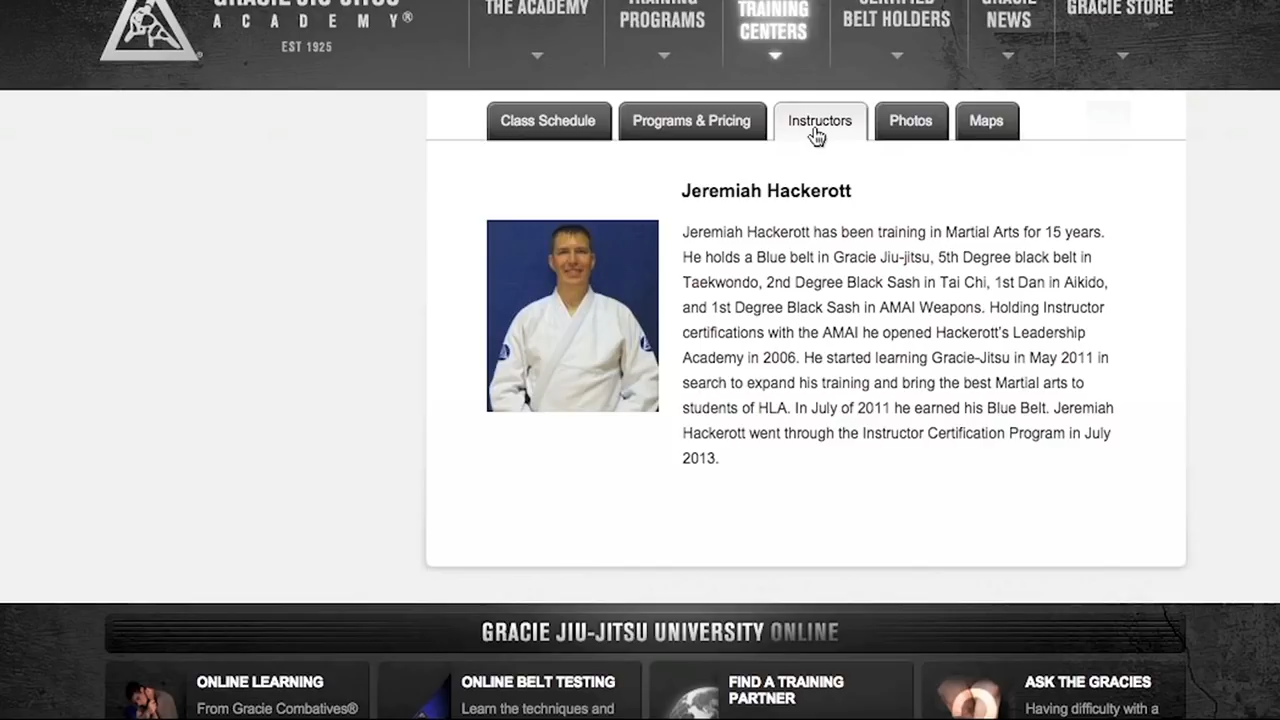 GRACIE JIU-JITSU
ACADEMY®
EST 1925
THE ACADEMY
TRAINING
PROGRAMS
TRAINING
CENTERS
CERTIFIED
BELT HOLDERS
GRACIE
NEWS
GRACIE STORE
Class Schedule
Programs & Pricing
Instructors
Photos
Maps
Jeremiah Hackerott
Jeremiah Hackerott has been training in Martial Arts for 15 years.
He holds a Blue belt in Gracie Jiu-jitsu, 5th Degree black belt in
Taekwondo, 2nd Degree Black Sash in Tai Chi, 1st Dan in Aikido,
and 1st Degree Black Sash in AMAI Weapons. Holding Instructor
certifications with the AMAI he opened Hackerott's Leadership
Academy in 2006. He started learning Gracie-Jitsu in May 2011 in
search to expand his training and bring the best Martial arts to
students of HLA. In July of 2011 he earned his Blue Belt. Jeremiah
Hackerott went through the Instructor Certification Program in July
2013.
GRACIE JIU-JITSU UNIVERSITY ONLINE
ONLINE LEARNING
From Gracie Combatives®
ONLINE BELT TESTING
Learn the techniques and
FIND A TRAINING
PARTNER
ASK THE GRACIES
Having difficulty with a